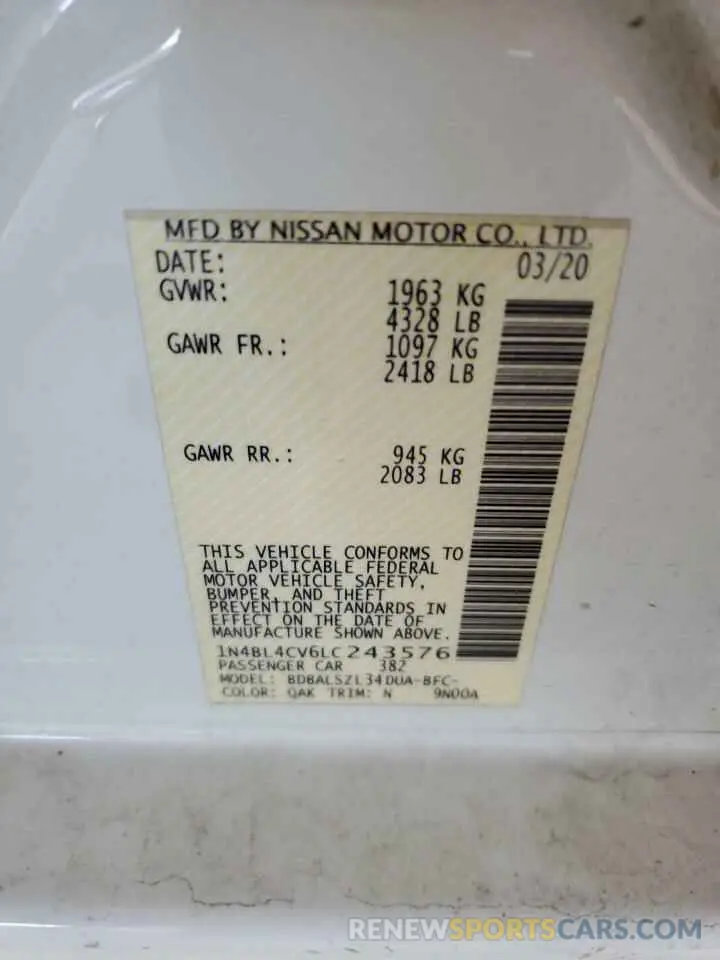 MFD BY NISSAN MOTOR CO., LTD.
DATE: 03/20
GVWR: 1963 KG
4328 LB
GAWR FR.: 1097 KG
2418 LB
GAWR RR.: 945 KG
2083 LB
THIS VEHICLE CONFORMS TO
ALL APPLICABLE FEDERAL
MOTOR VEHICLE SAFETY,
BUMPER, AND THEFT
PREVENTION STANDARDS IN
EFFECT ON THE DATE OF
MANUFACTURE SHOWN ABOVE.
1N4BL4CV6LC243576
PASSENGER CAR 382
MODEL: BDBALSZL34DUA-BFC-
COLOR: QAK TRIM: N 9N00A
RENEWSPORTSCARS.COM